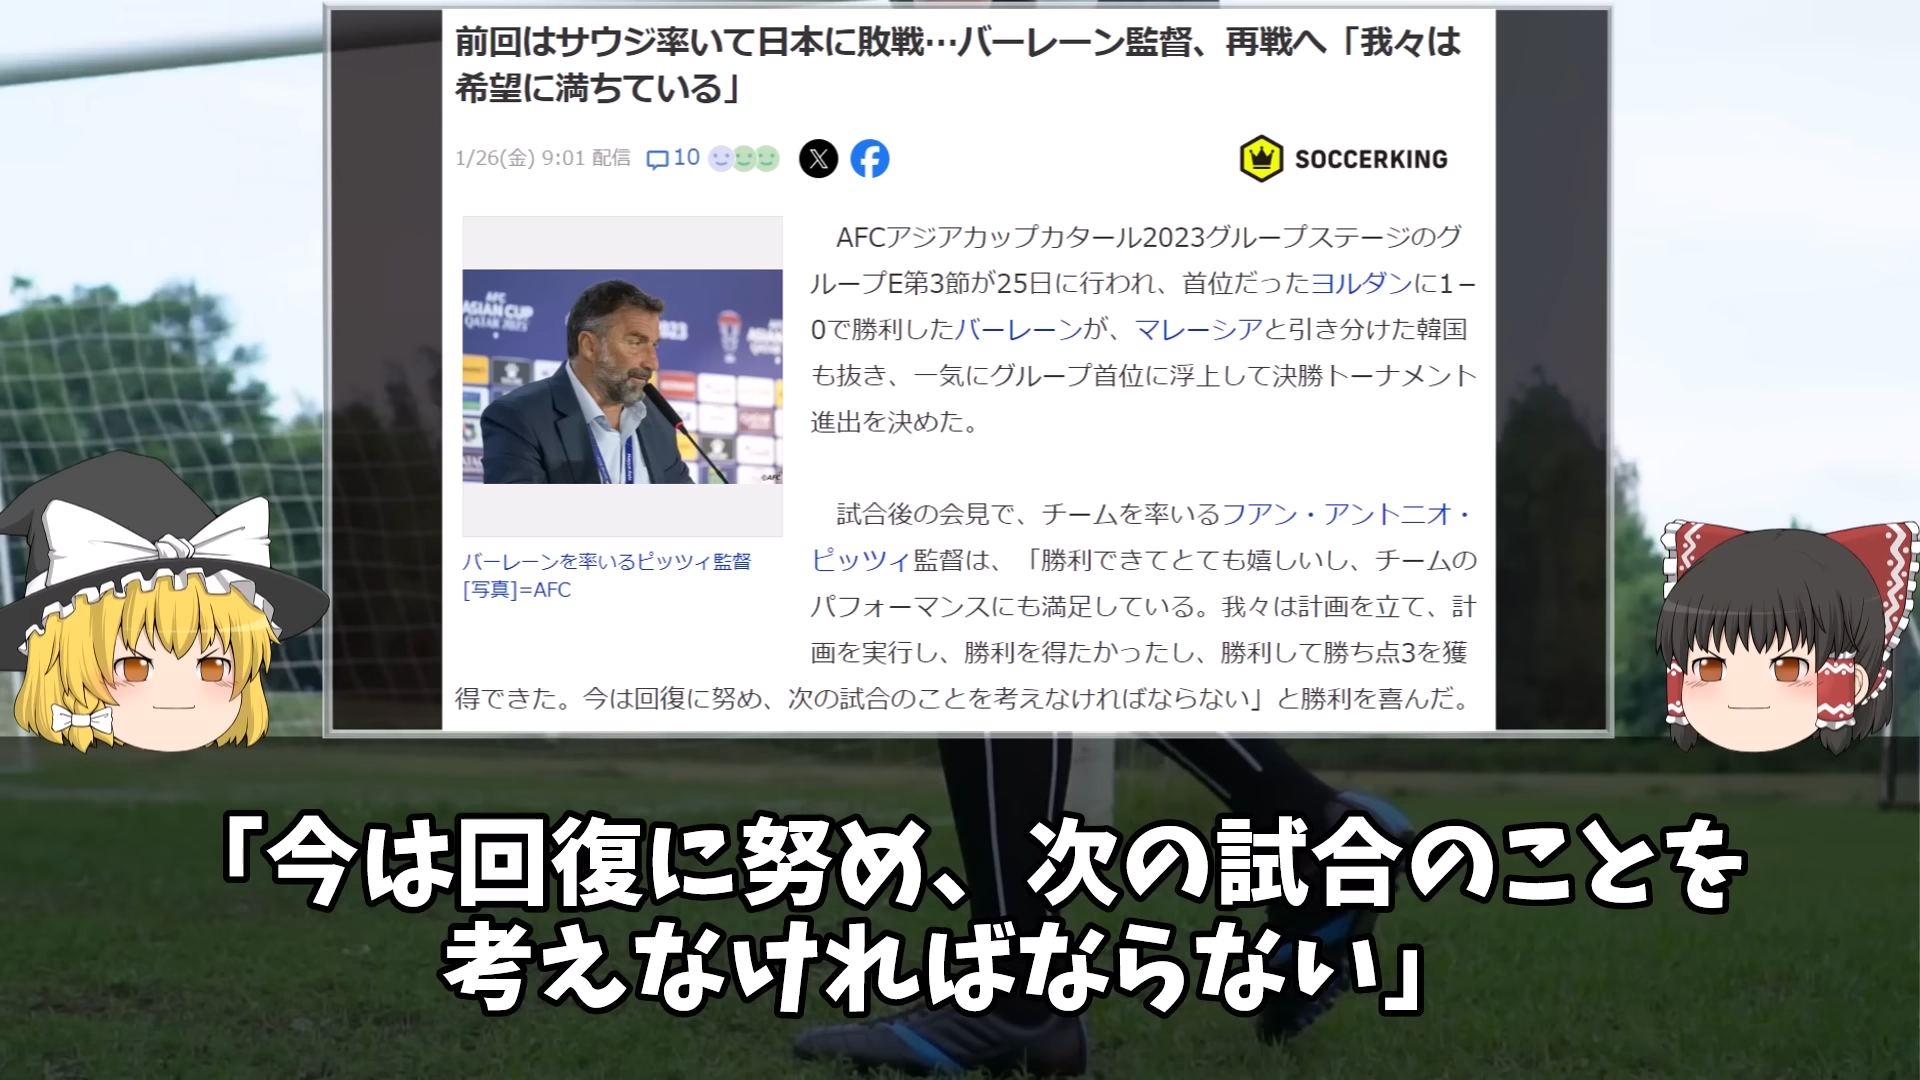 前回はサウジ率いて日本に敗戦…バーレーン監督、再戦へ「我々は
希望に満ちている」
1/26(金) 9:01 配信 10
SOCCERKING
AFCアジアカップカタール2023グループステージのグ
ループE第3節が25日に行われ、首位だったヨルダンに1－
0で勝利したバーレーンが、マレーシアと引き分けた韓国
も抜き、一気にグループ首位に浮上して決勝トーナメント
進出を決めた。
AFC
ASIAN CUP
QATAR 2023
©AFC
バーレーンを率いるピッツィ監督
[写真]=AFC
試合後の会見で、チームを率いるフアン・アントニオ・
ピッツィ監督は、「勝利できてとても嬉しいし、チームの
パフォーマンスにも満足している。我々は計画を立て、計
画を実行し、勝利を得たかったし、勝利して勝ち点3を獲
得できた。今は回復に努め、次の試合のことを考えなければならない」と勝利を喜んだ。
「今は回復に努め、次の試合のことを
考えなければならない」